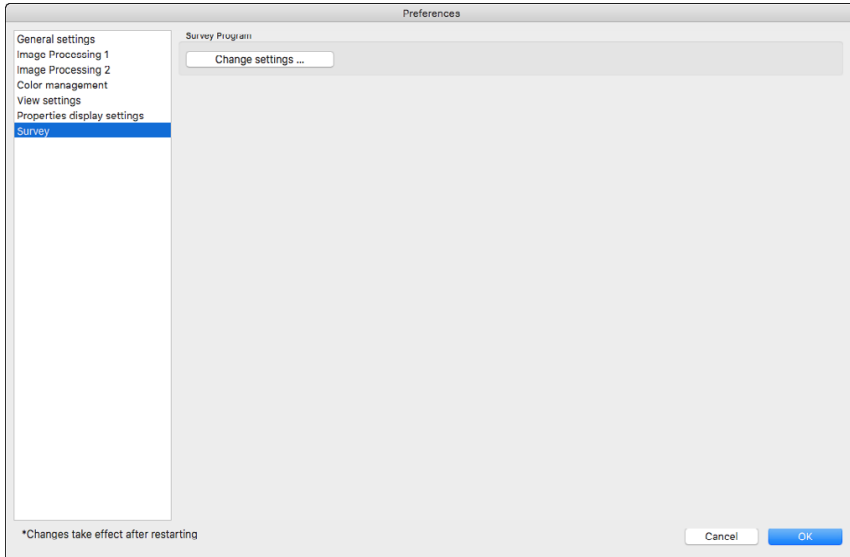 Preferences
General settings
Image Processing 1
Image Processing 2
Color management
View settings
Properties display settings
Survey
Survey Program
Change settings ...
*Changes take effect after restarting
Cancel
OK